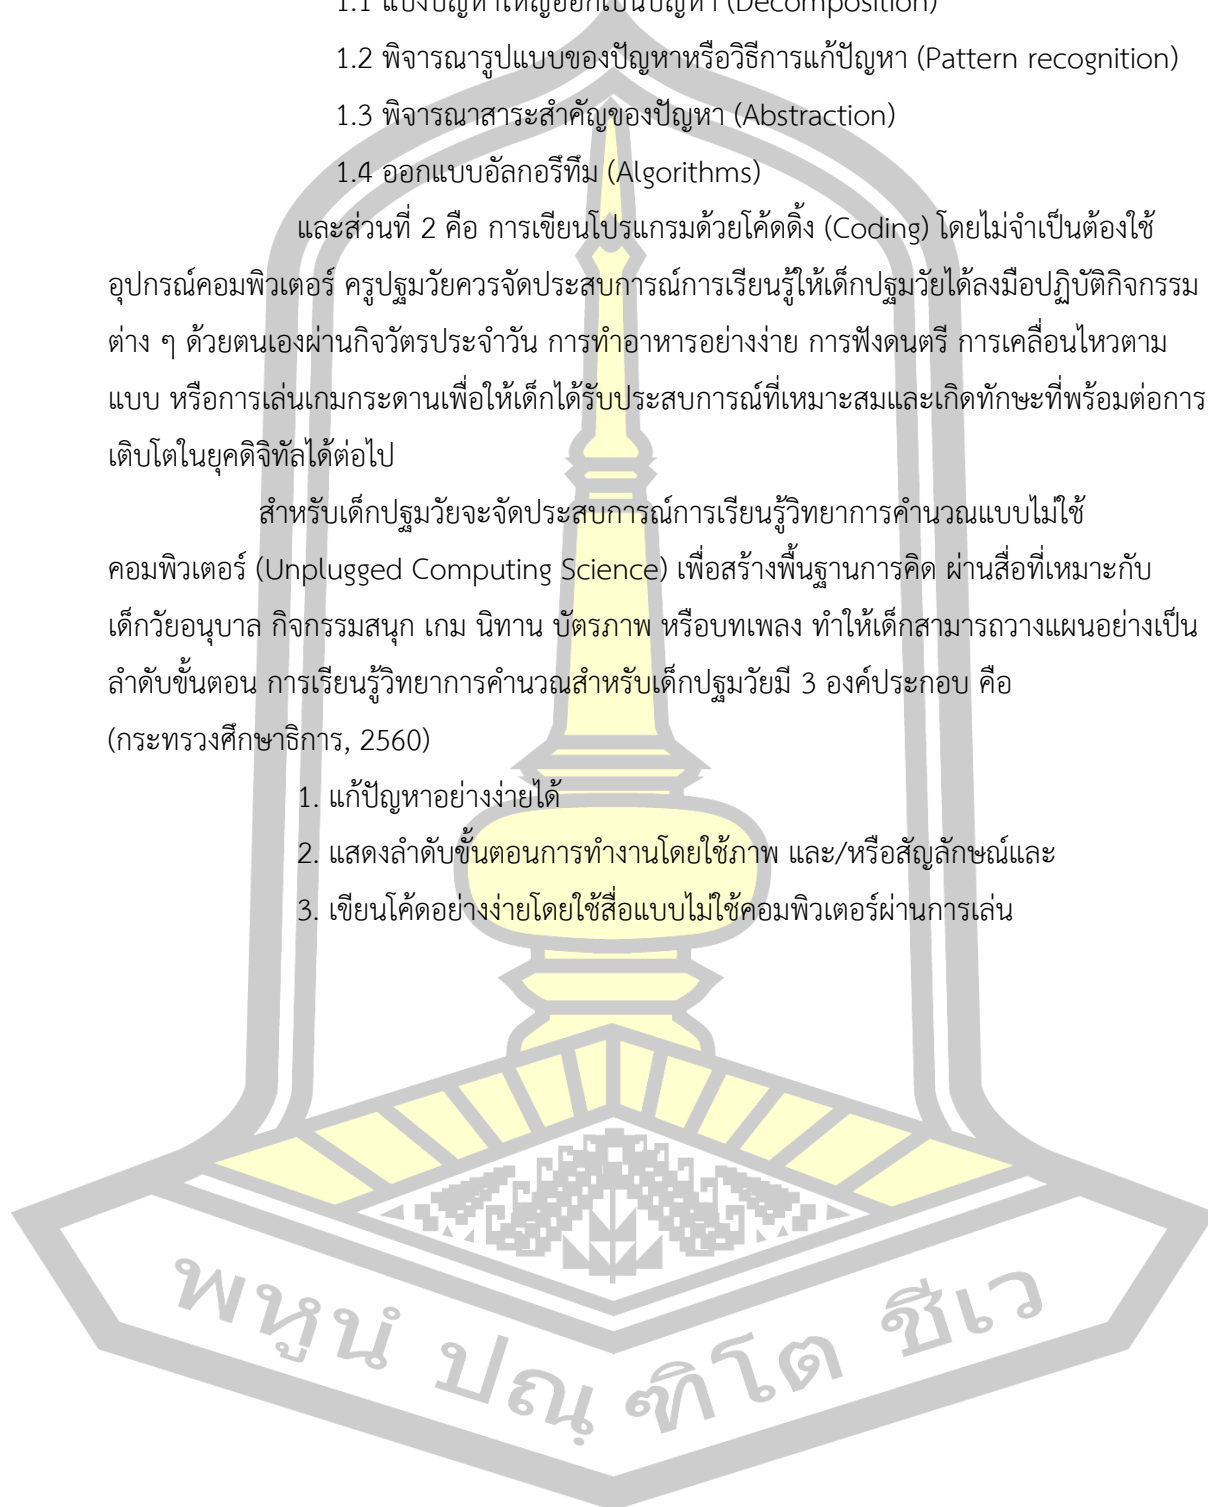 1.1 แบ่งปัญหาใหญ่ออกเป็นปัญหา (Decomposition)
1.2 พิจารณารูปแบบของปัญหาหรือวิธีการแก้ปัญหา (Pattern recognition)
1.3 พิจารณาสาระสำคัญของปัญหา (Abstraction)
1.4 ออกแบบอัลกอรึทึม (Algorithms)
และส่วนที่ 2 คือ การเขียนโปรแกรมด้วยโค้ดดิ้ง (Coding) โดยไม่จำเป็นต้องใช้
อุปกรณ์คอมพิวเตอร์ ครูปฐมวัยควรจัดประสบการณ์การเรียนรู้ให้เด็กปฐมวัยได้ลงมือปฏิบัติกิจกรรม
ต่าง ๆ ด้วยตนเองผ่านกิจวัตรประจำวัน การทำอาหารอย่างง่าย การฟังดนตรี การเคลื่อนไหวตาม
แบบ หรือการเล่นเกมกระดานเพื่อให้เด็กได้รับประสบการณ์ที่เหมาะสมและเกิดทักษะที่พร้อมต่อการ
เติบโตในยุคดิจิทัลได้ต่อไป
สำหรับเด็กปฐมวัยจะจัดประสบการณ์การเรียนรู้วิทยาการคำนวณแบบไม่ใช้
คอมพิวเตอร์ (Unplugged Computing Science) เพื่อสร้างพื้นฐานการคิด ผ่านสื่อที่เหมาะกับ
เด็กวัยอนุบาล กิจกรรมสนุก เกม นิทาน บัตรภาพ หรือบทเพลง ทำให้เด็กสามารถวางแผนอย่างเป็น
ลำดับขั้นตอน การเรียนรู้วิทยาการคำนวณสำหรับเด็กปฐมวัยมี 3 องค์ประกอบ คือ
(กระทรวงศึกษาธิการ, 2560)
1. แก้ปัญหาอย่างง่ายได้
2. แสดงลำดับขั้นตอนการทำงานโดยใช้ภาพ และ/หรือสัญลักษณ์และ
3. เขียนโค้ดอย่างง่ายโดยใช้สื่อแบบไม่ใช้คอมพิวเตอร์ผ่านการเล่น
พหูนํ ปณฺฑิโต ชีเว